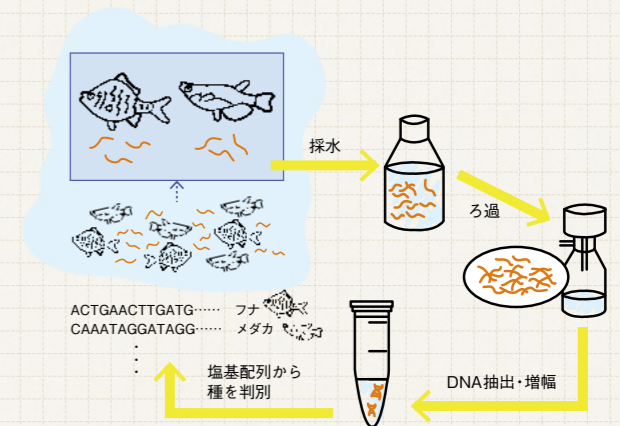 採水
ろ過
DNA抽出・増幅
塩基配列から
種を判別
ACTGAACTTGATG…… フナ
CAAATAGGATAGG…… メダカ